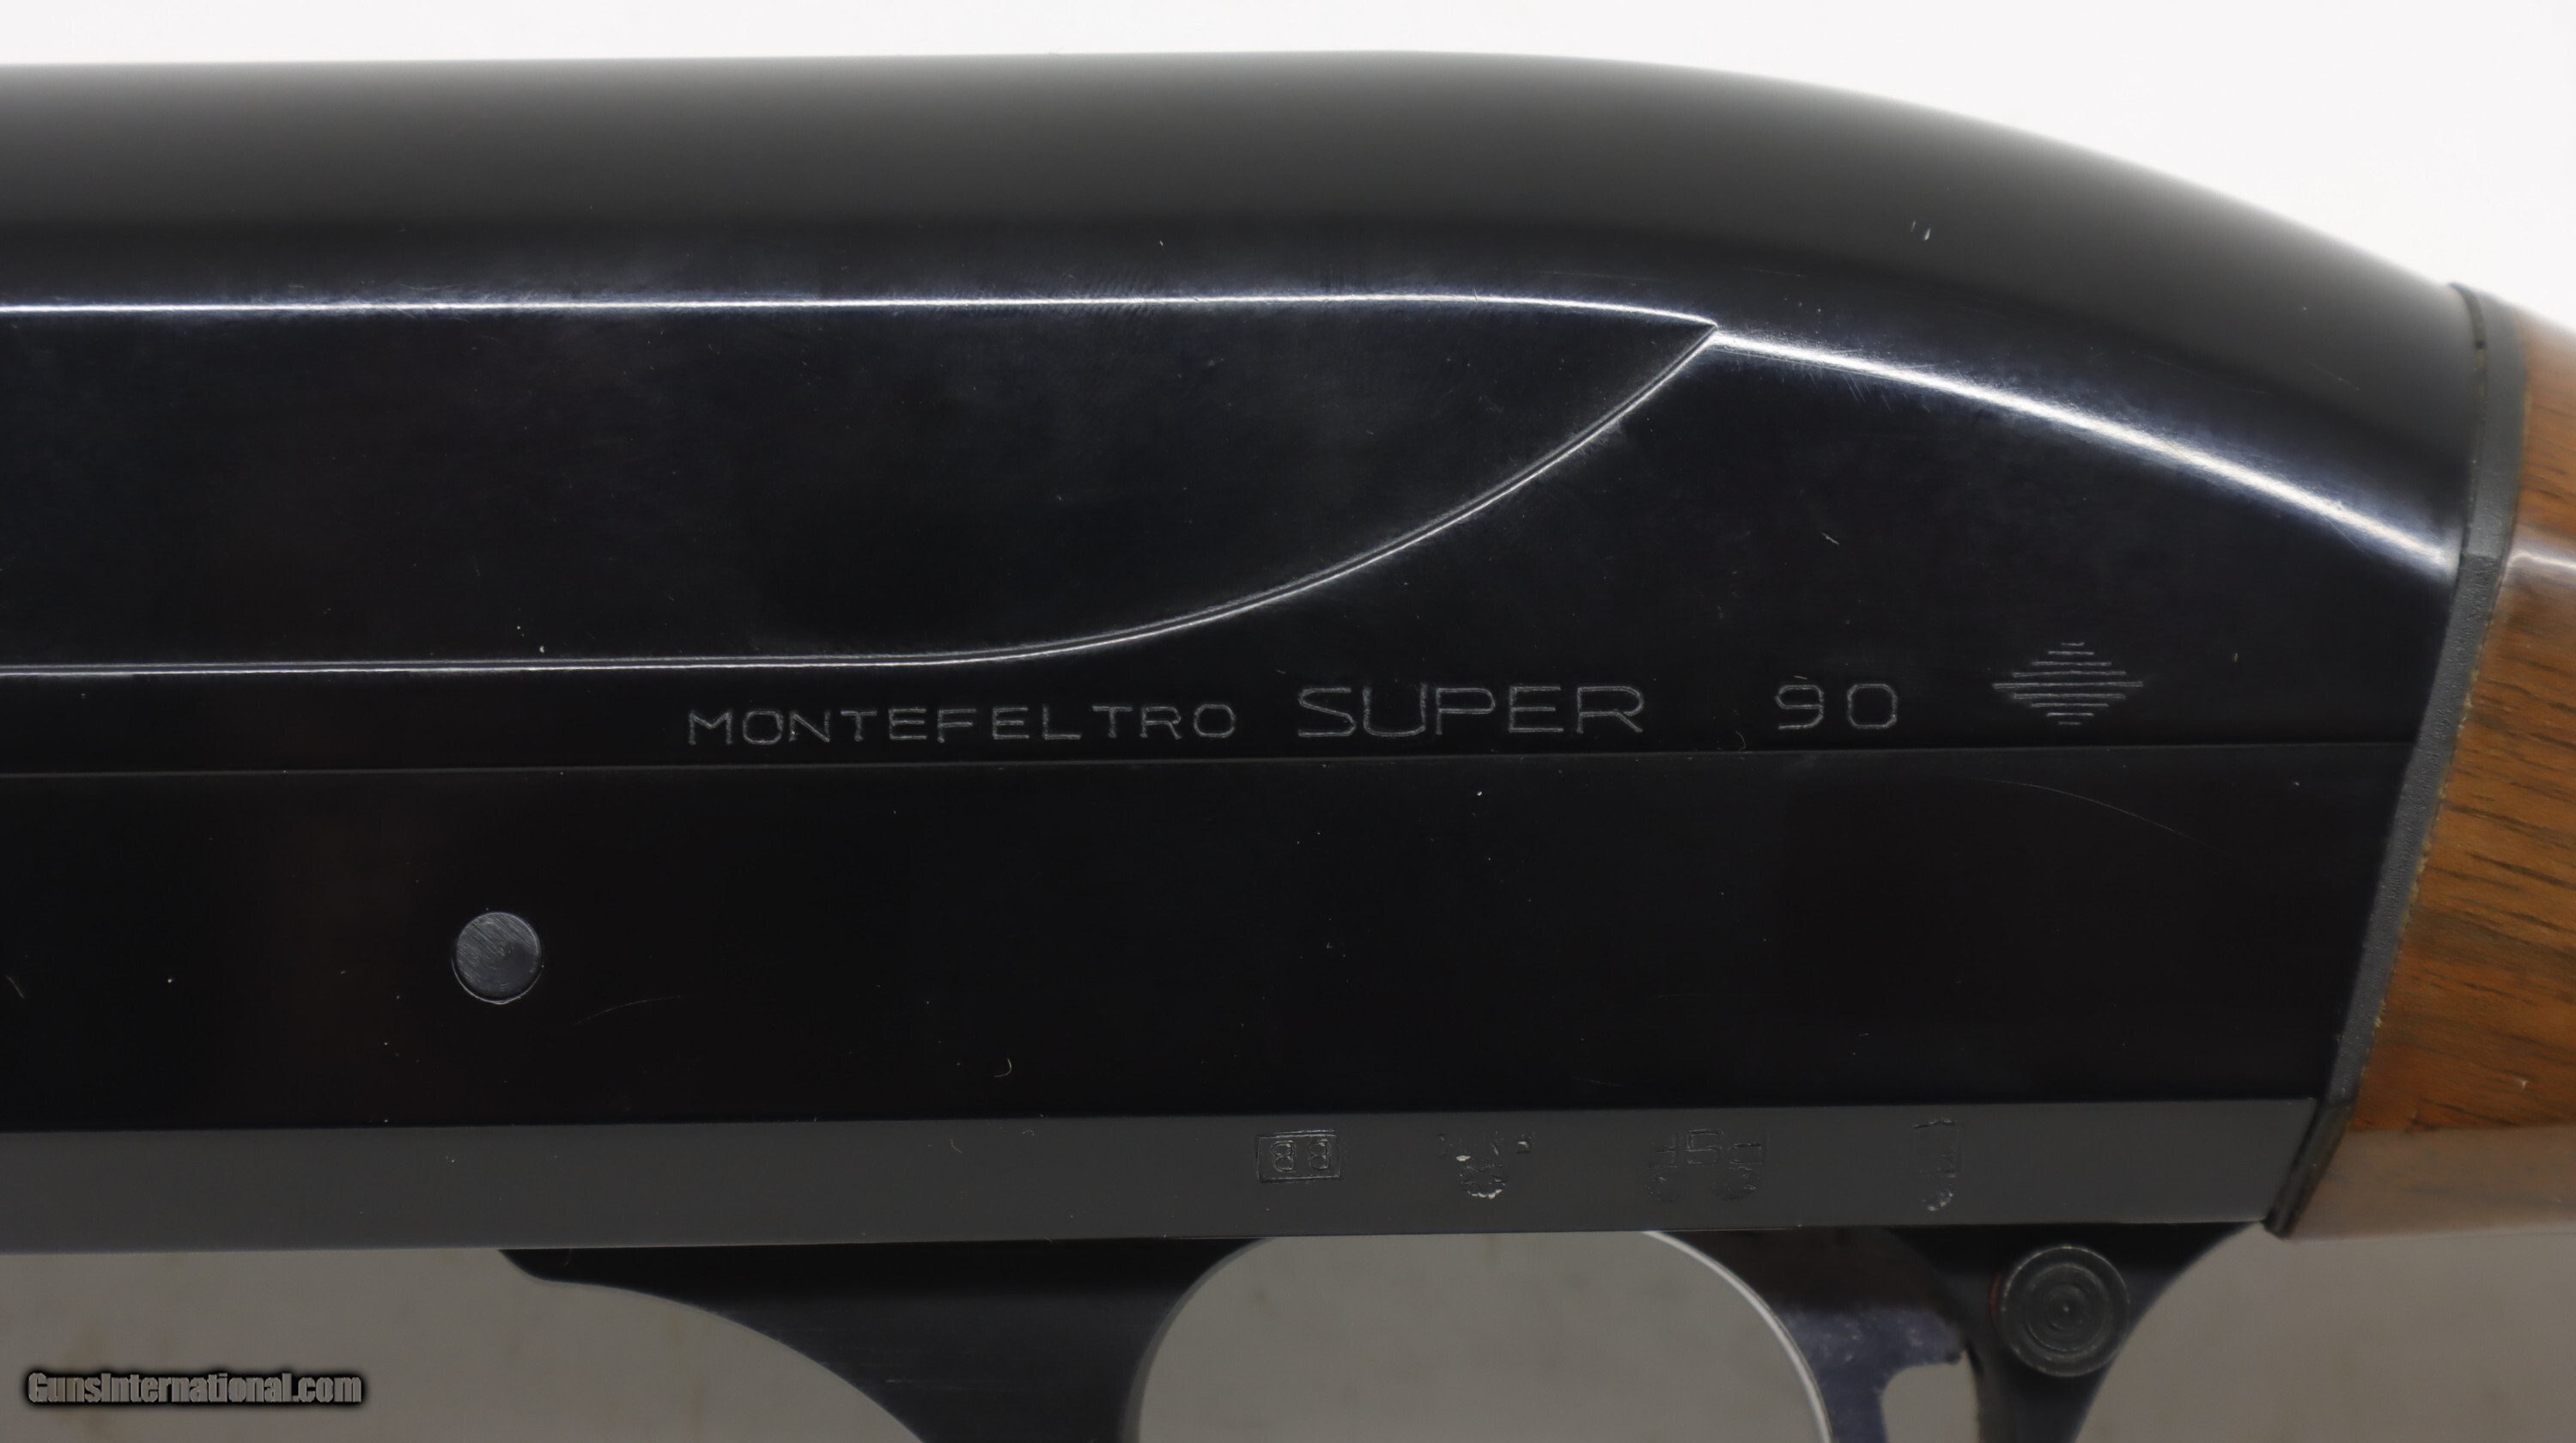 MONTEFELTRO SUPER 90
GunsInternational.com